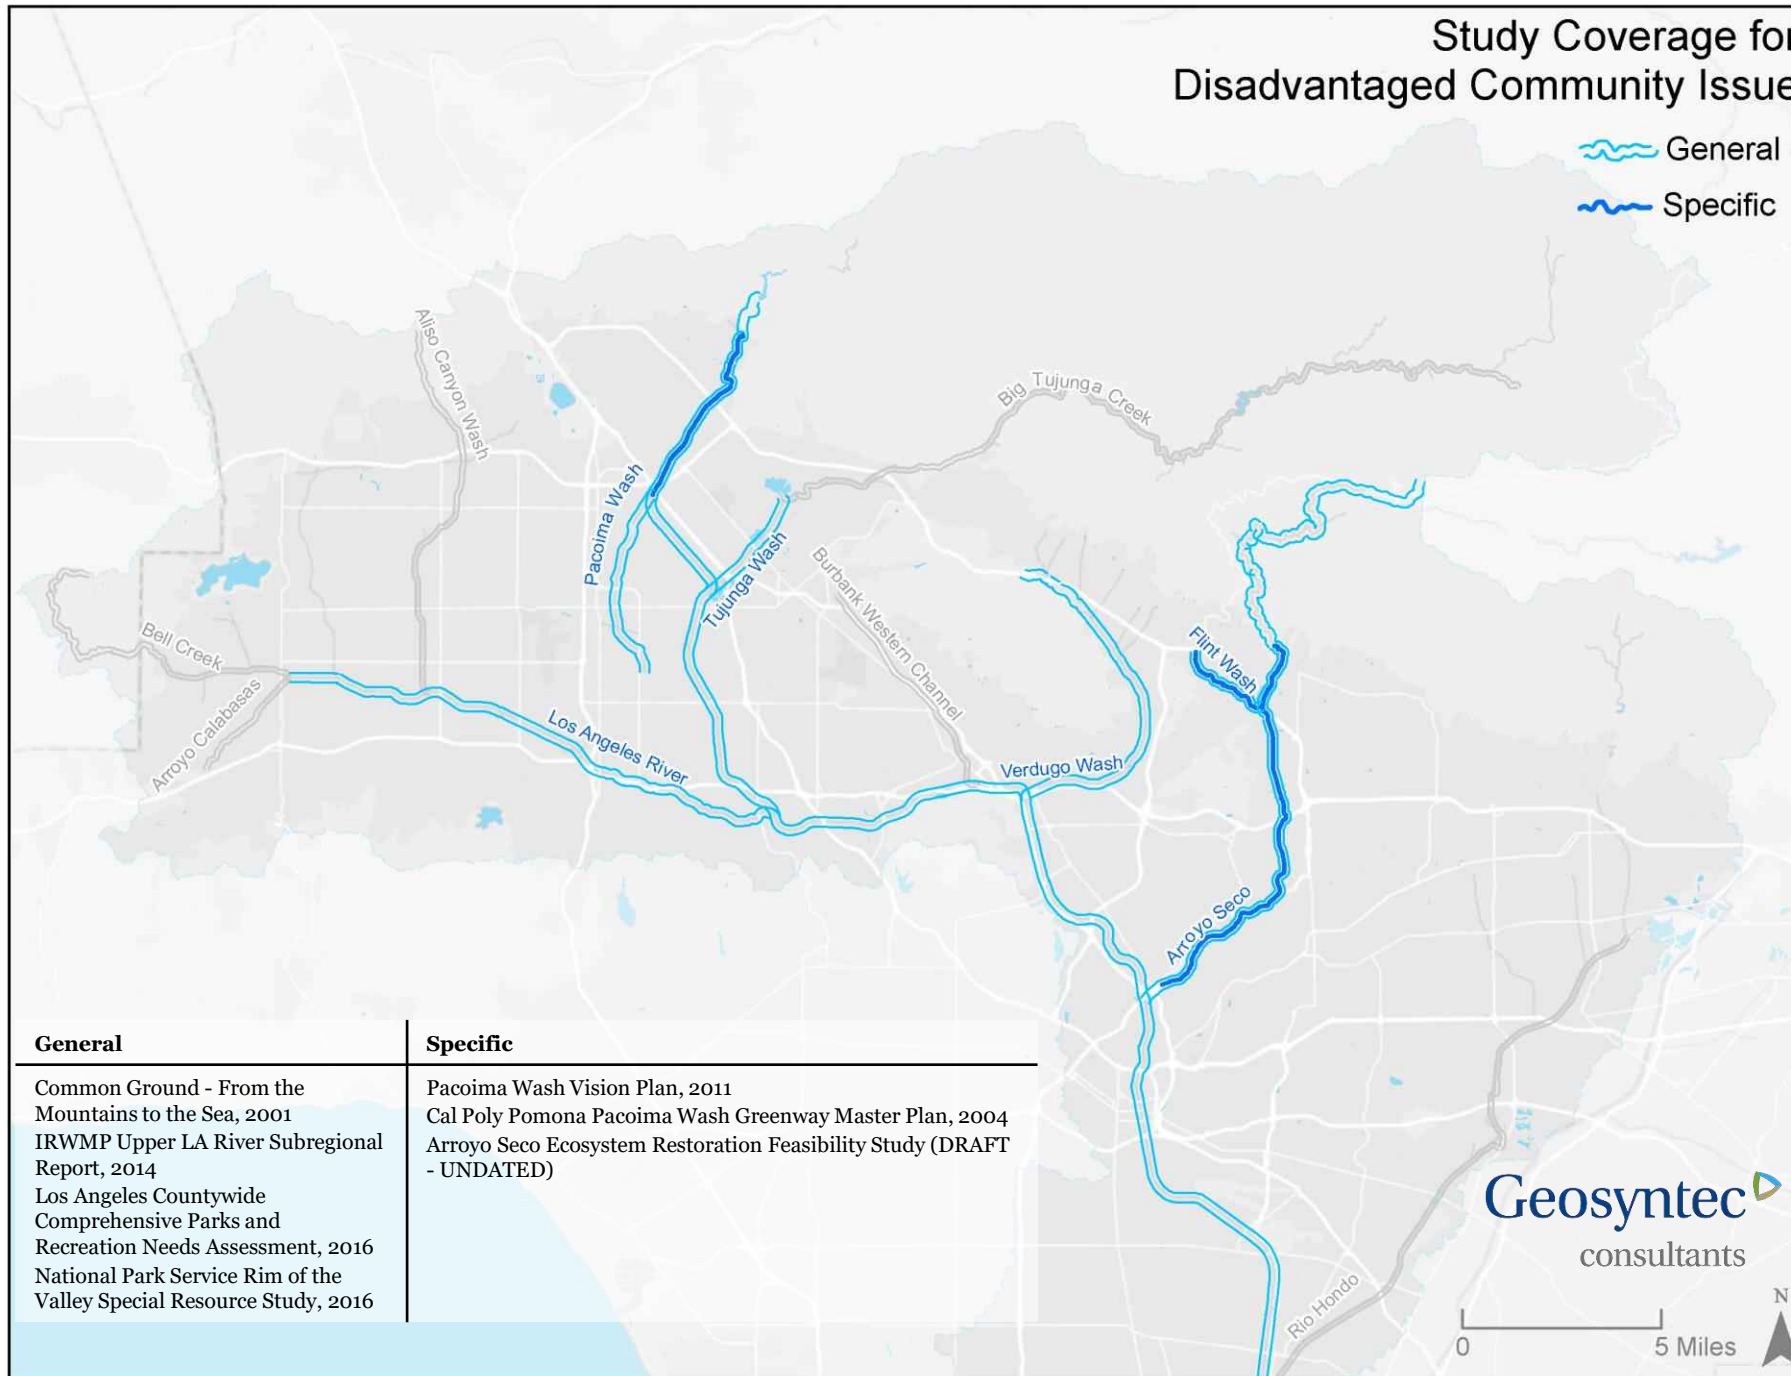 Study Coverage for
Disadvantaged Community Issue
General
Specific
Aliso Canyon Wash
Big Tujunga Creek
Pacoima Wash
Tujunga Wash
Burbank Western Channel
Bell Creek
Flint Wash
Arroyo Calabasas
Los Angeles River
Verdugo Wash
Arroyo Seco
Rio Hondo
General
Common Ground - From the
Mountains to the Sea, 2001
IRWMP Upper LA River Subregional
Report, 2014
Los Angeles Countywide
Comprehensive Parks and
Recreation Needs Assessment, 2016
National Park Service Rim of the
Valley Special Resource Study, 2016
Specific
Pacoima Wash Vision Plan, 2011
Cal Poly Pomona Pacoima Wash Greenway Master Plan, 2004
Arroyo Seco Ecosystem Restoration Feasibility Study (DRAFT
- UNDATED)
Geosyntec
consultants
N
0 5 Miles